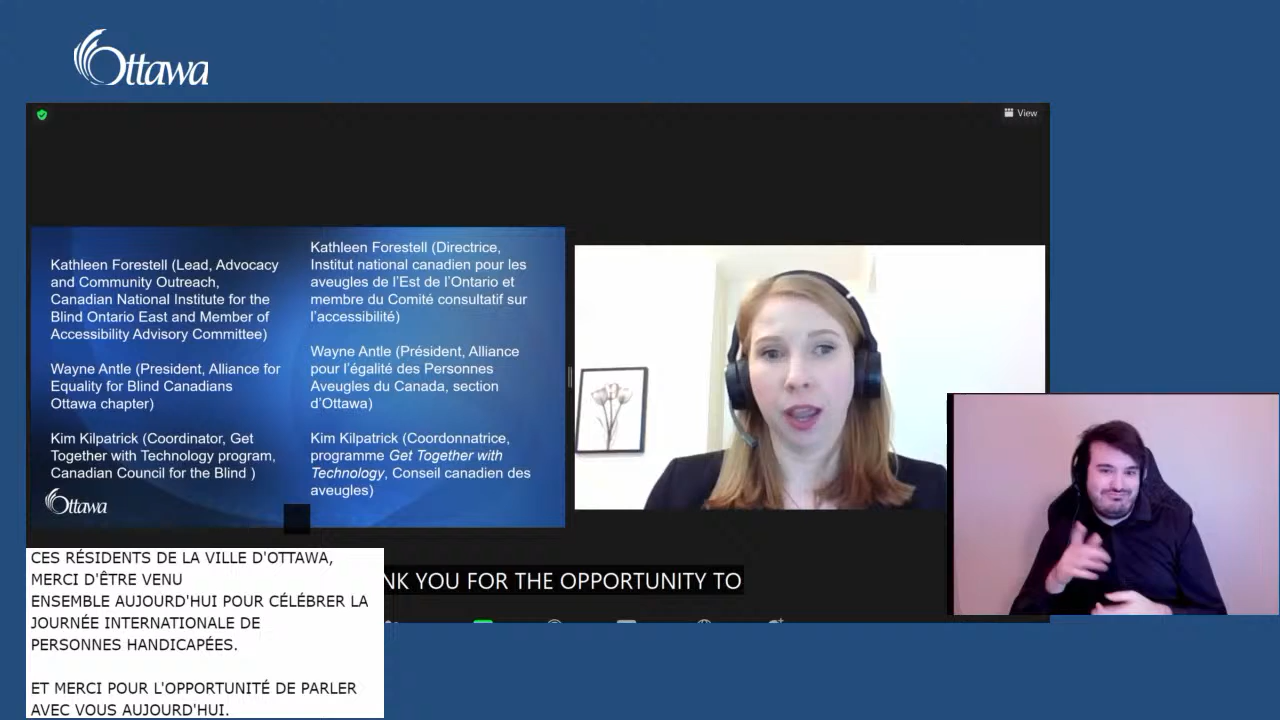 Ottawa
View
Kathleen Forestell (Lead, Advocacy
and Community Outreach,
Canadian National Institute for the
Blind Ontario East and Member of
Accessibility Advisory Committee)
Wayne Antle (President, Alliance for
Equality for Blind Canadians
Ottawa chapter)
Kim Kilpatrick (Coordinator, Get
Together with Technology program,
Canadian Council for the Blind )
Ottawa
Kathleen Forestell (Directrice,
Institut national canadien pour les
aveugles de l'Est de l'Ontario et
membre du Comité consultatif sur
l'accessibilité)
Wayne Antle (Président, Alliance
pour l'égalité des Personnes
Aveugles du Canada, section
d'Ottawa)
Kim Kilpatrick (Coordonnatrice,
programme Get Together with
Technology, Conseil canadien des
aveugles)
NK YOU FOR THE OPPORTUNITY TO
CES RÉSIDENTS DE LA VILLE D'OTTAWA,
MERCI D'ÊTRE VENU
ENSEMBLE AUJOURD'HUI POUR CÉLÉBRER LA
JOURNÉE INTERNATIONALE DE
PERSONNES HANDICAPÉES.
ET MERCI POUR L'OPPORTUNITÉ DE PARLER
AVEC VOUS AUJOURD'HUI.